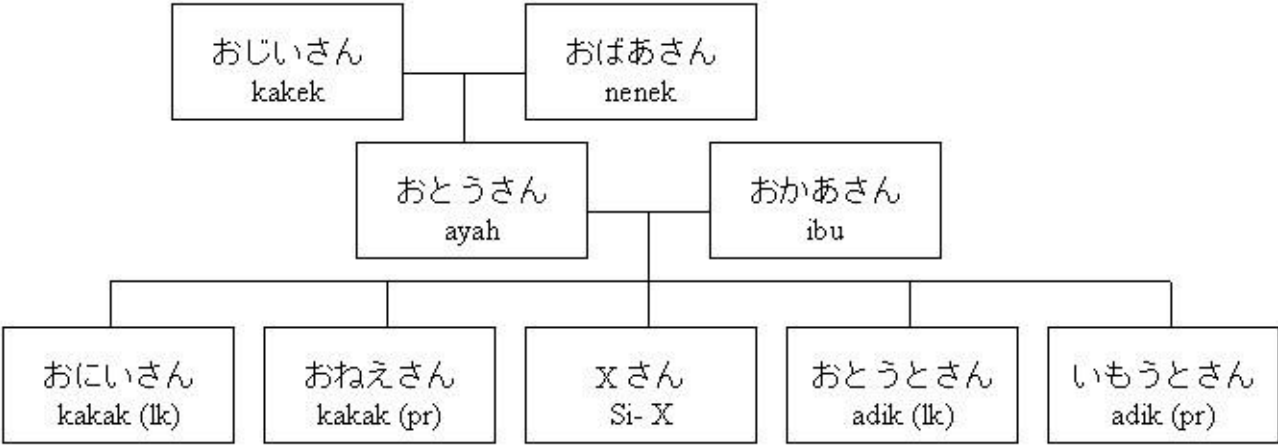 おじいさん
kakek
おばあさん
nenek
おとうさん
ayah
おかあさん
ibu
おにいさん
kakak (lk)
おねえさん
kakak (pr)
X さん
Si- X
おとうとさん
adik (lk)
いもうとさん
adik (pr)